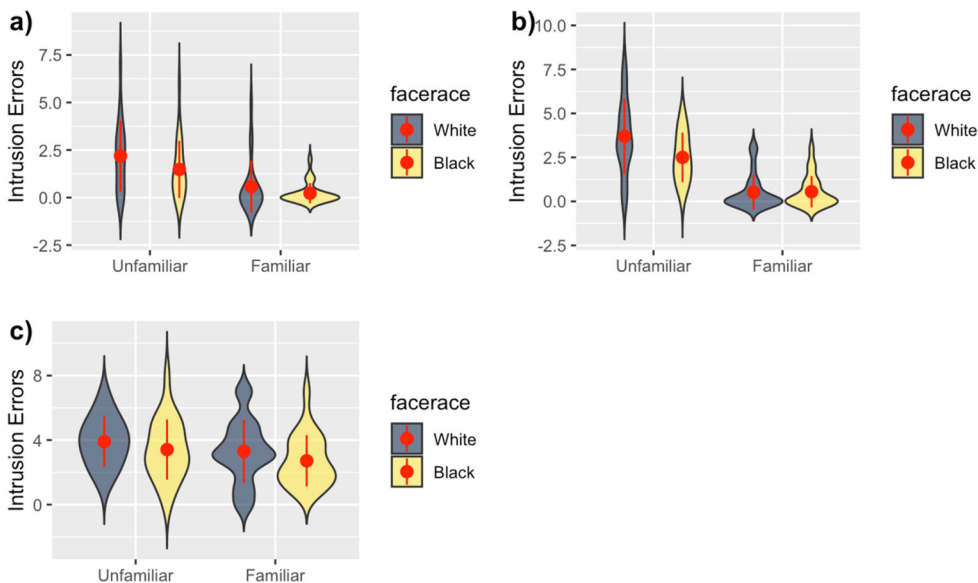 a)
Intrusion Errors
7.5
5.0
2.5
0.0
-2.5
Unfamiliar Familiar
facerace
White
Black
b)
Intrusion Errors
10.0
7.5
5.0
2.5
0.0
-2.5
Unfamiliar Familiar
facerace
White
Black
c)
Intrusion Errors
8
4
0
Unfamiliar Familiar
facerace
White
Black